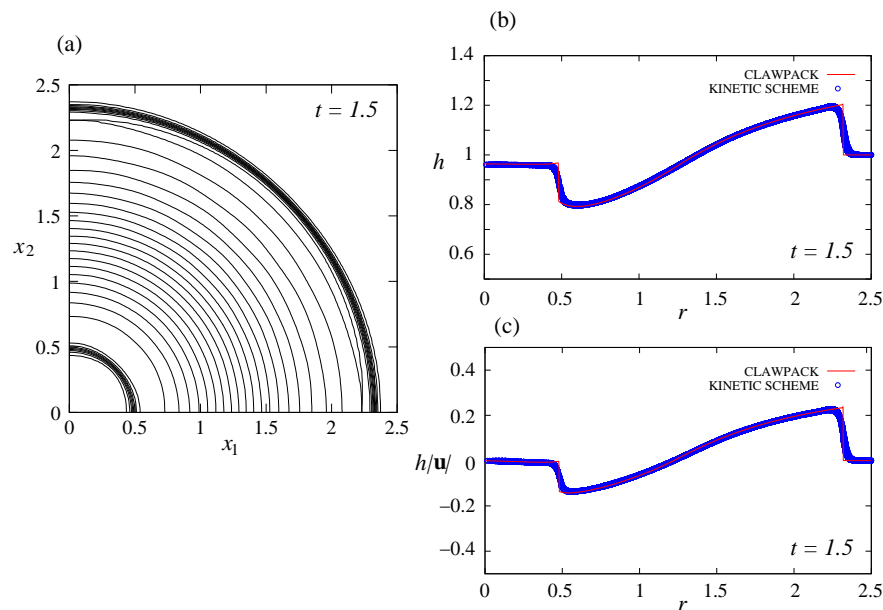 (a)
2.5
2
1.5
1
0.5
0
x2
t = 1.5
0 0.5 1 1.5 2 2.5
x1
(b)
1.4
1.2
1
0.8
0.6
h
CLAWPACK
KINETIC SCHEME
t = 1.5
0 0.5 1 1.5 2 2.5
r
(c)
0.4
0.2
0
−0.2
−0.4
h/u/
CLAWPACK
KINETIC SCHEME
t = 1.5
0 0.5 1 1.5 2 2.5
r